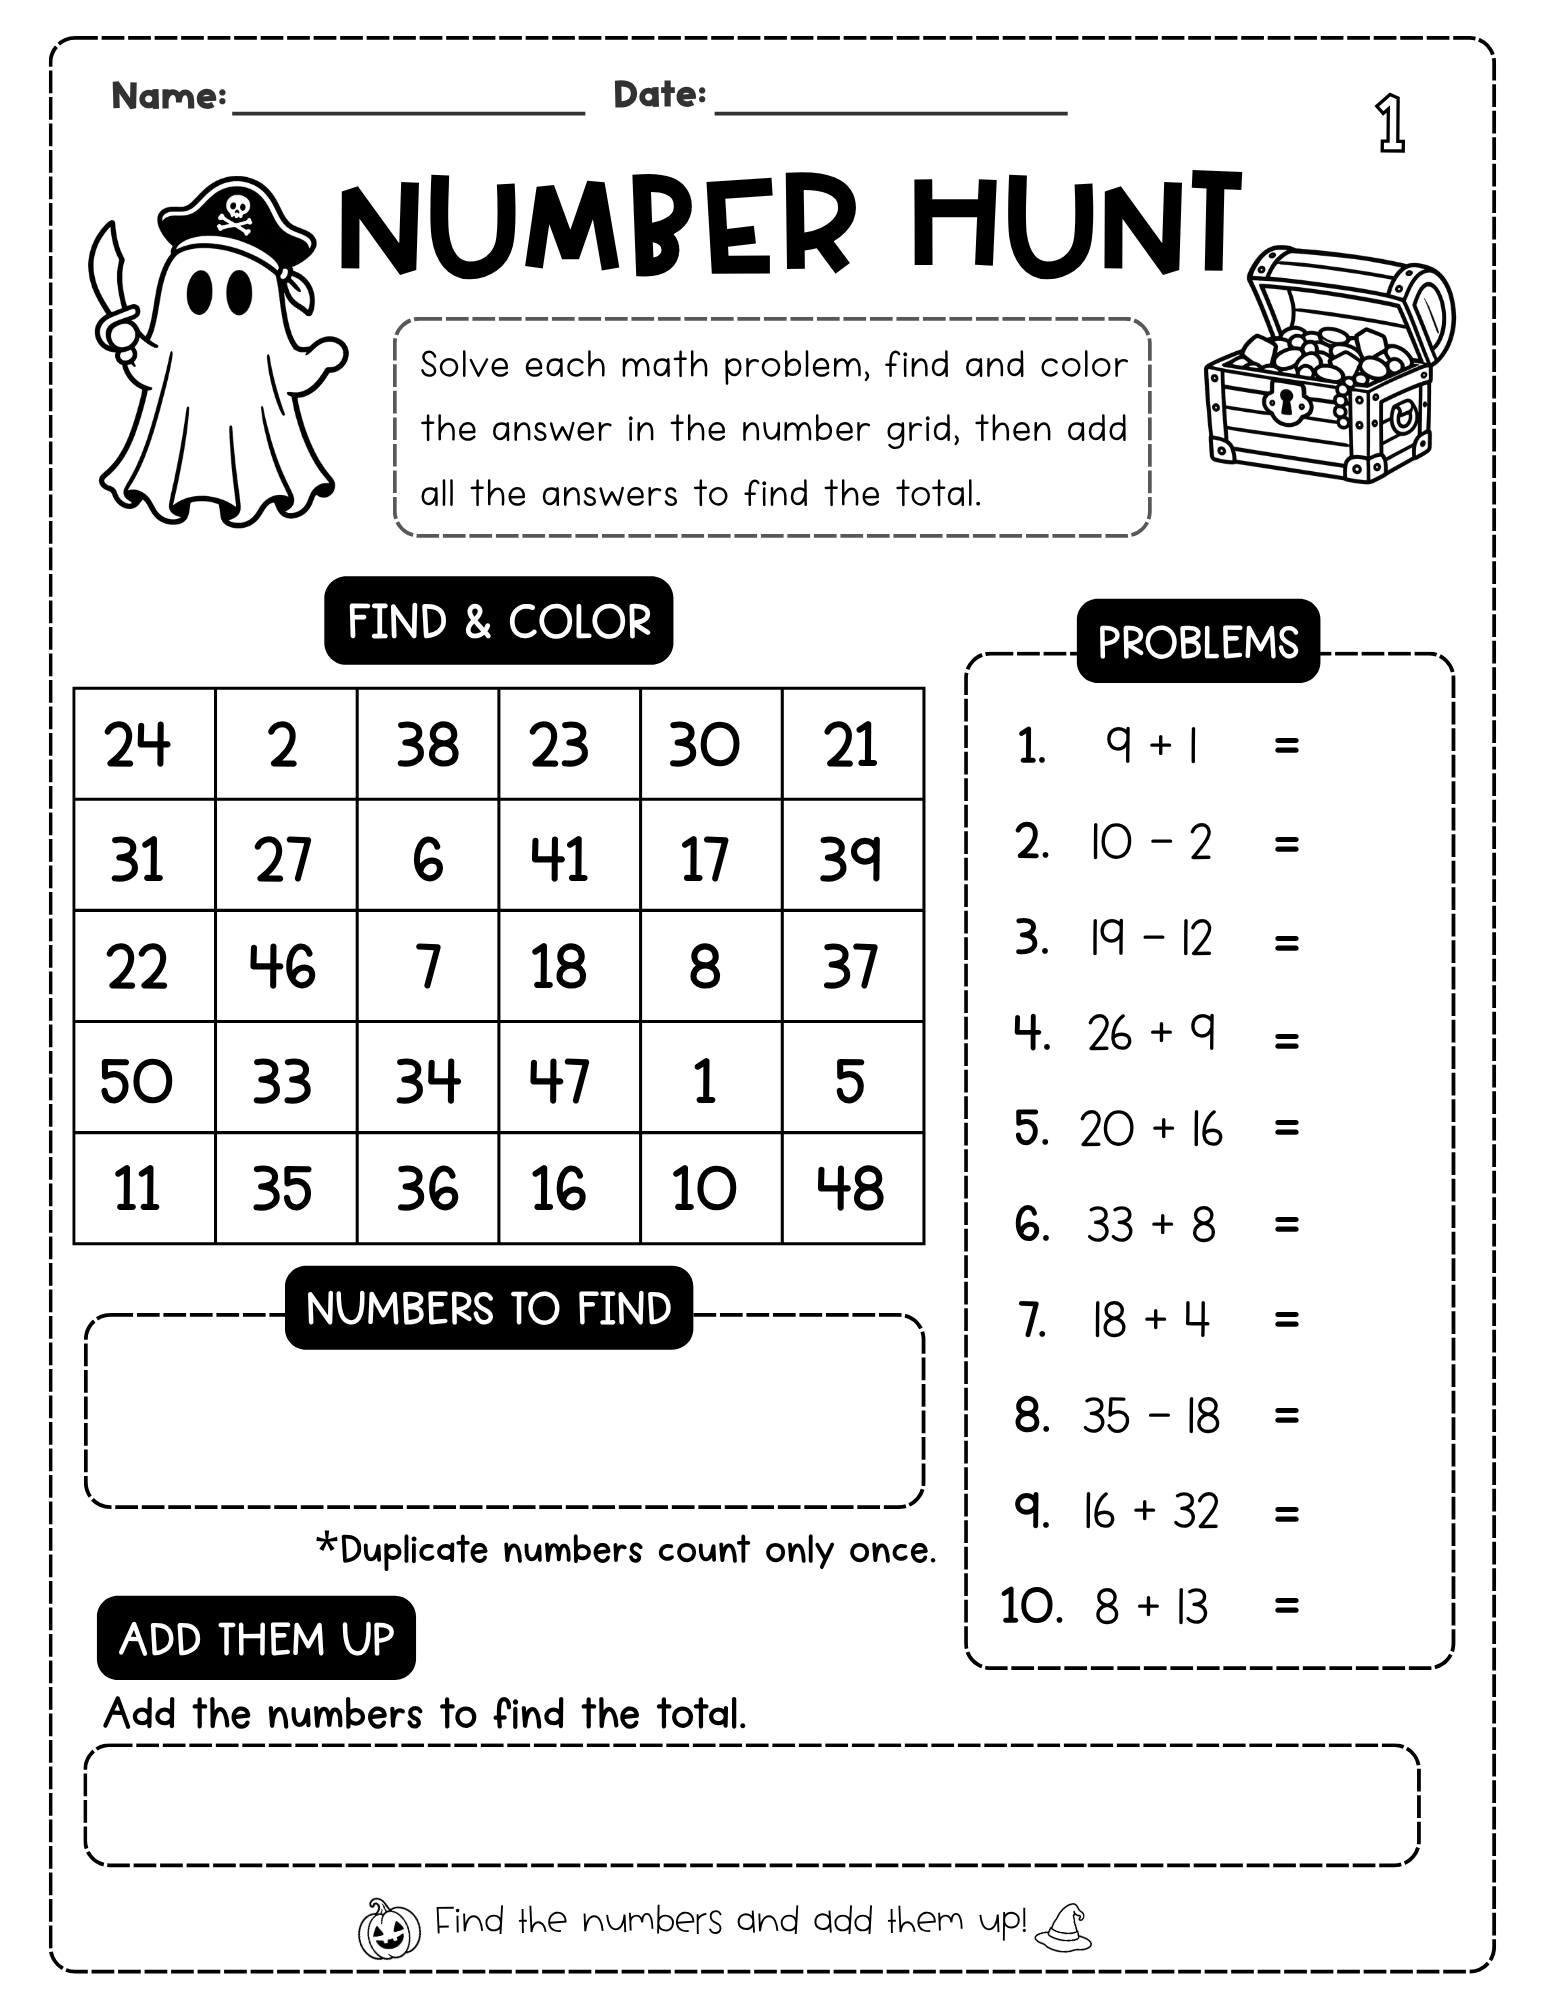 Name: Date:
1
NUMBER HUNT
Solve each math problem, find and color
the answer in the number grid, then add
all the answers to find the total.
FIND & COLOR
24 2 38 23 30 21
31 27 6 41 17 39
22 46 7 18 8 37
50 33 34 47 1 5
11 35 36 16 10 48
NUMBERS TO FIND
*Duplicate numbers count only once.
PROBLEMS
1. 9 + 1 =
2. 10 - 2 =
3. 19 - 12 =
4. 26 + 9 =
5. 20 + 16 =
6. 33 + 8 =
7. 18 + 4 =
8. 35 - 18 =
9. 16 + 32 =
10. 8 + 13 =
ADD THEM UP
Add the numbers to find the total.
Find the numbers and add them up!